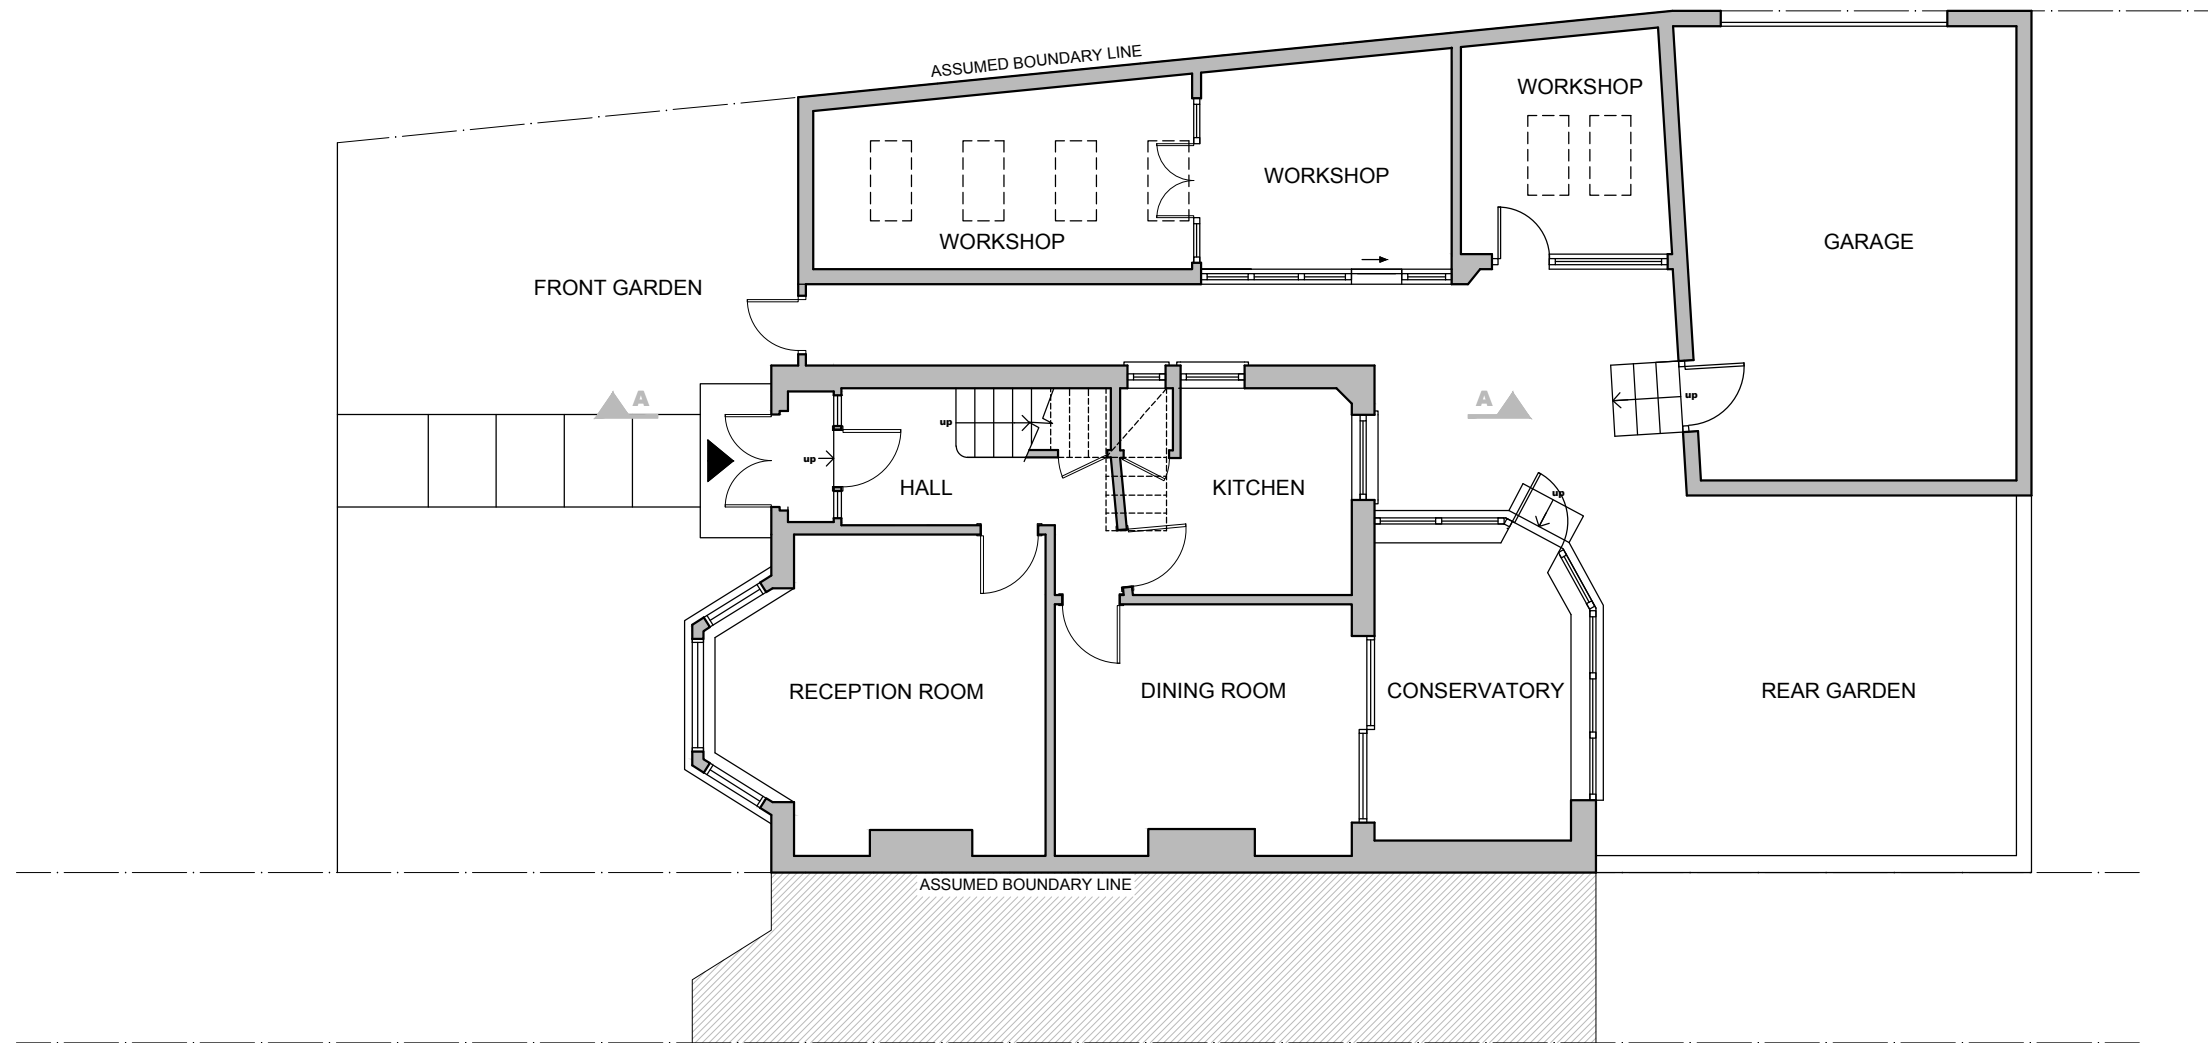 ASSUMED BOUNDARY LINE
WORKSHOP
WORKSHOP
WORKSHOP
GARAGE
FRONT GARDEN
A
A
up
up
up
HALL
KITCHEN
up
RECEPTION ROOM
DINING ROOM
CONSERVATORY
REAR GARDEN
ASSUMED BOUNDARY LINE